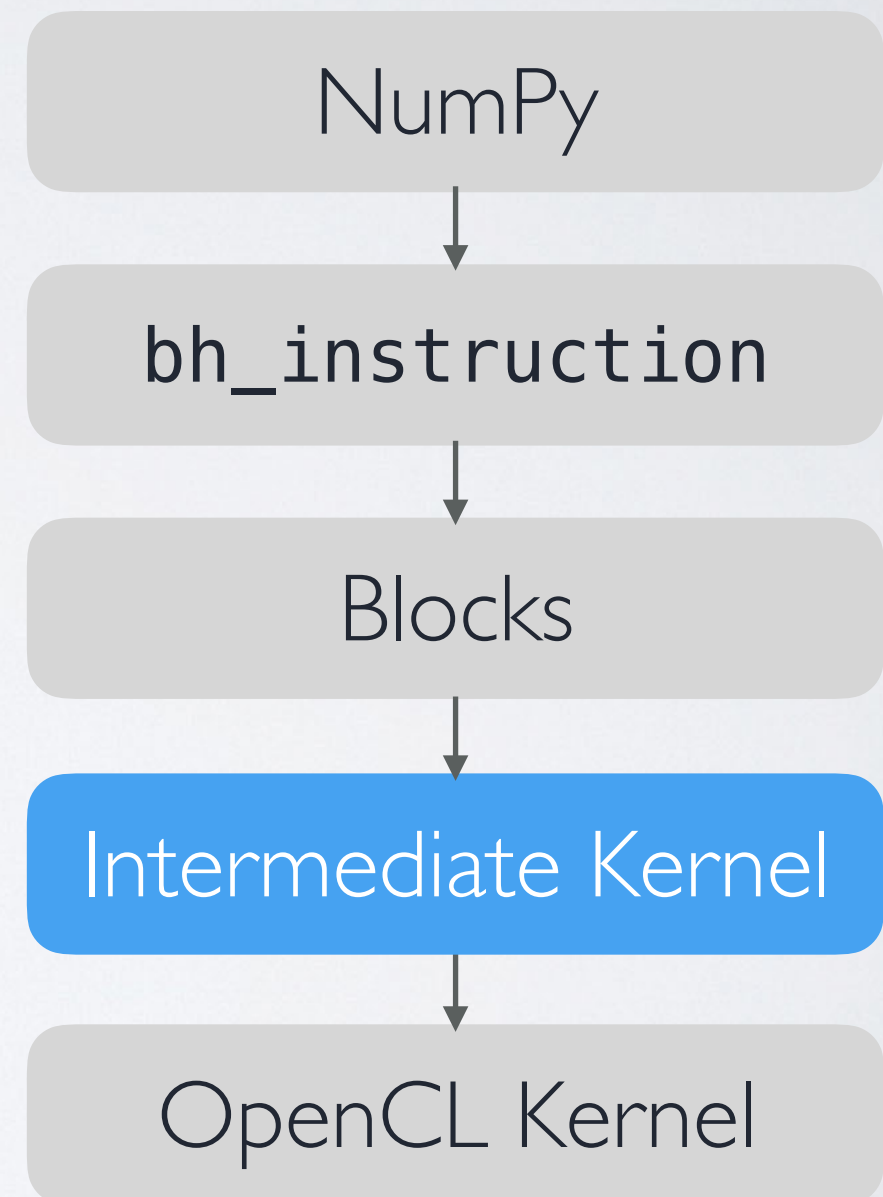 NumPy
bh_instruction
Blocks
Intermediate Kernel
OpenCL Kernel